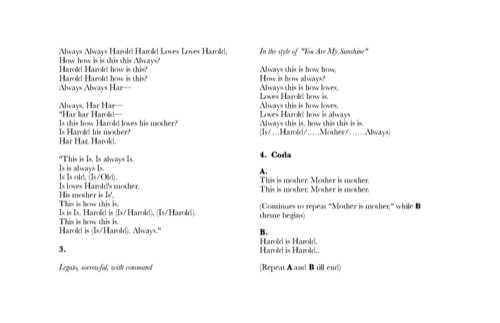 Always Always Harold Harold Loves Loves Harold,
How how is is this this Always?
Harold Harold how is this?
Harold Harold how is this?
Always Always Har—
Always, Har Har—
"Har har Harold—
Is this how Harold loves his mother?
Is Harold his mother?
Har Har, Harold.
"This is Is. Is always Is.
Is is always Is.
Is Is old, (Is/Old).
Is loves Harold's mother.
His mother is Is',
This is how this is.
Is is Is. Harold is (Is/Harold), (Is/Harold).
This is how this is.
Harold is (Is/Harold). Always."
3.
Legato, sorrowful, with command
In the style of "You Are My Sunshine"
Always this is how how,
How is how always?
Always this is how loves,
Loves Harold how is.
Always this is how loves,
Loves Harold how is always
Always this is, how this this is is.
(Is/…Harold/.….Mother/……Always)
4. Coda
A.
This is mother. Mother is mother.
This is mother. Mother is mother.
(Continues to repeat "Mother is mother," while B
theme begins)
B.
Harold is Harold.
Harold is Harold..
(Repeat A and B till end)